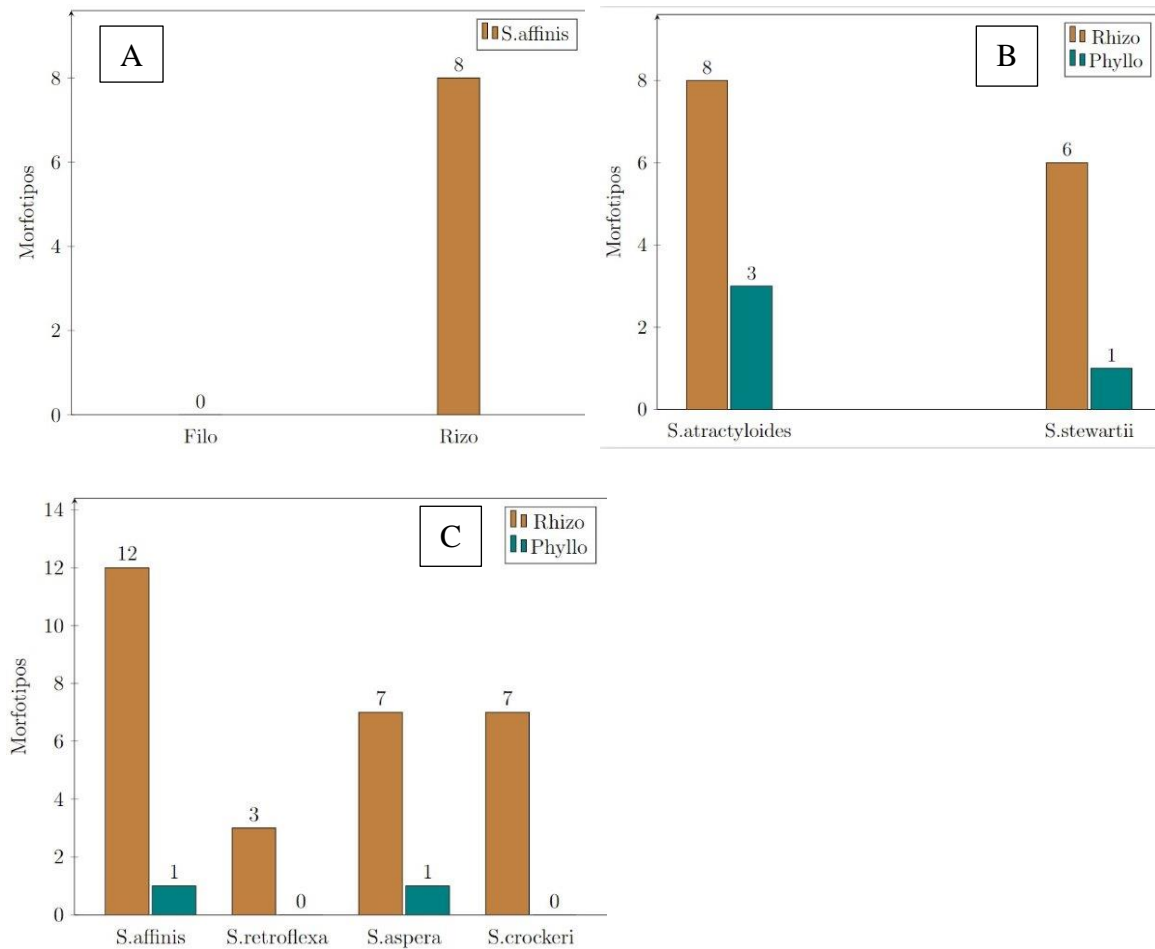 A
S.affinis
Morfotipos
8
6
4
2
0
0
8
Filo
Rizo
B
Rhizo
Phyllo
Morfotipos
8
6
4
2
0
8
3
6
1
S.atractyloides
S.stewartii
C
Rhizo
Phyllo
Morfotipos
14
12
10
8
6
4
2
0
12
1
3
0
7
1
7
0
S.affinis
S.retroflexa
S.aspera
S.crockeri